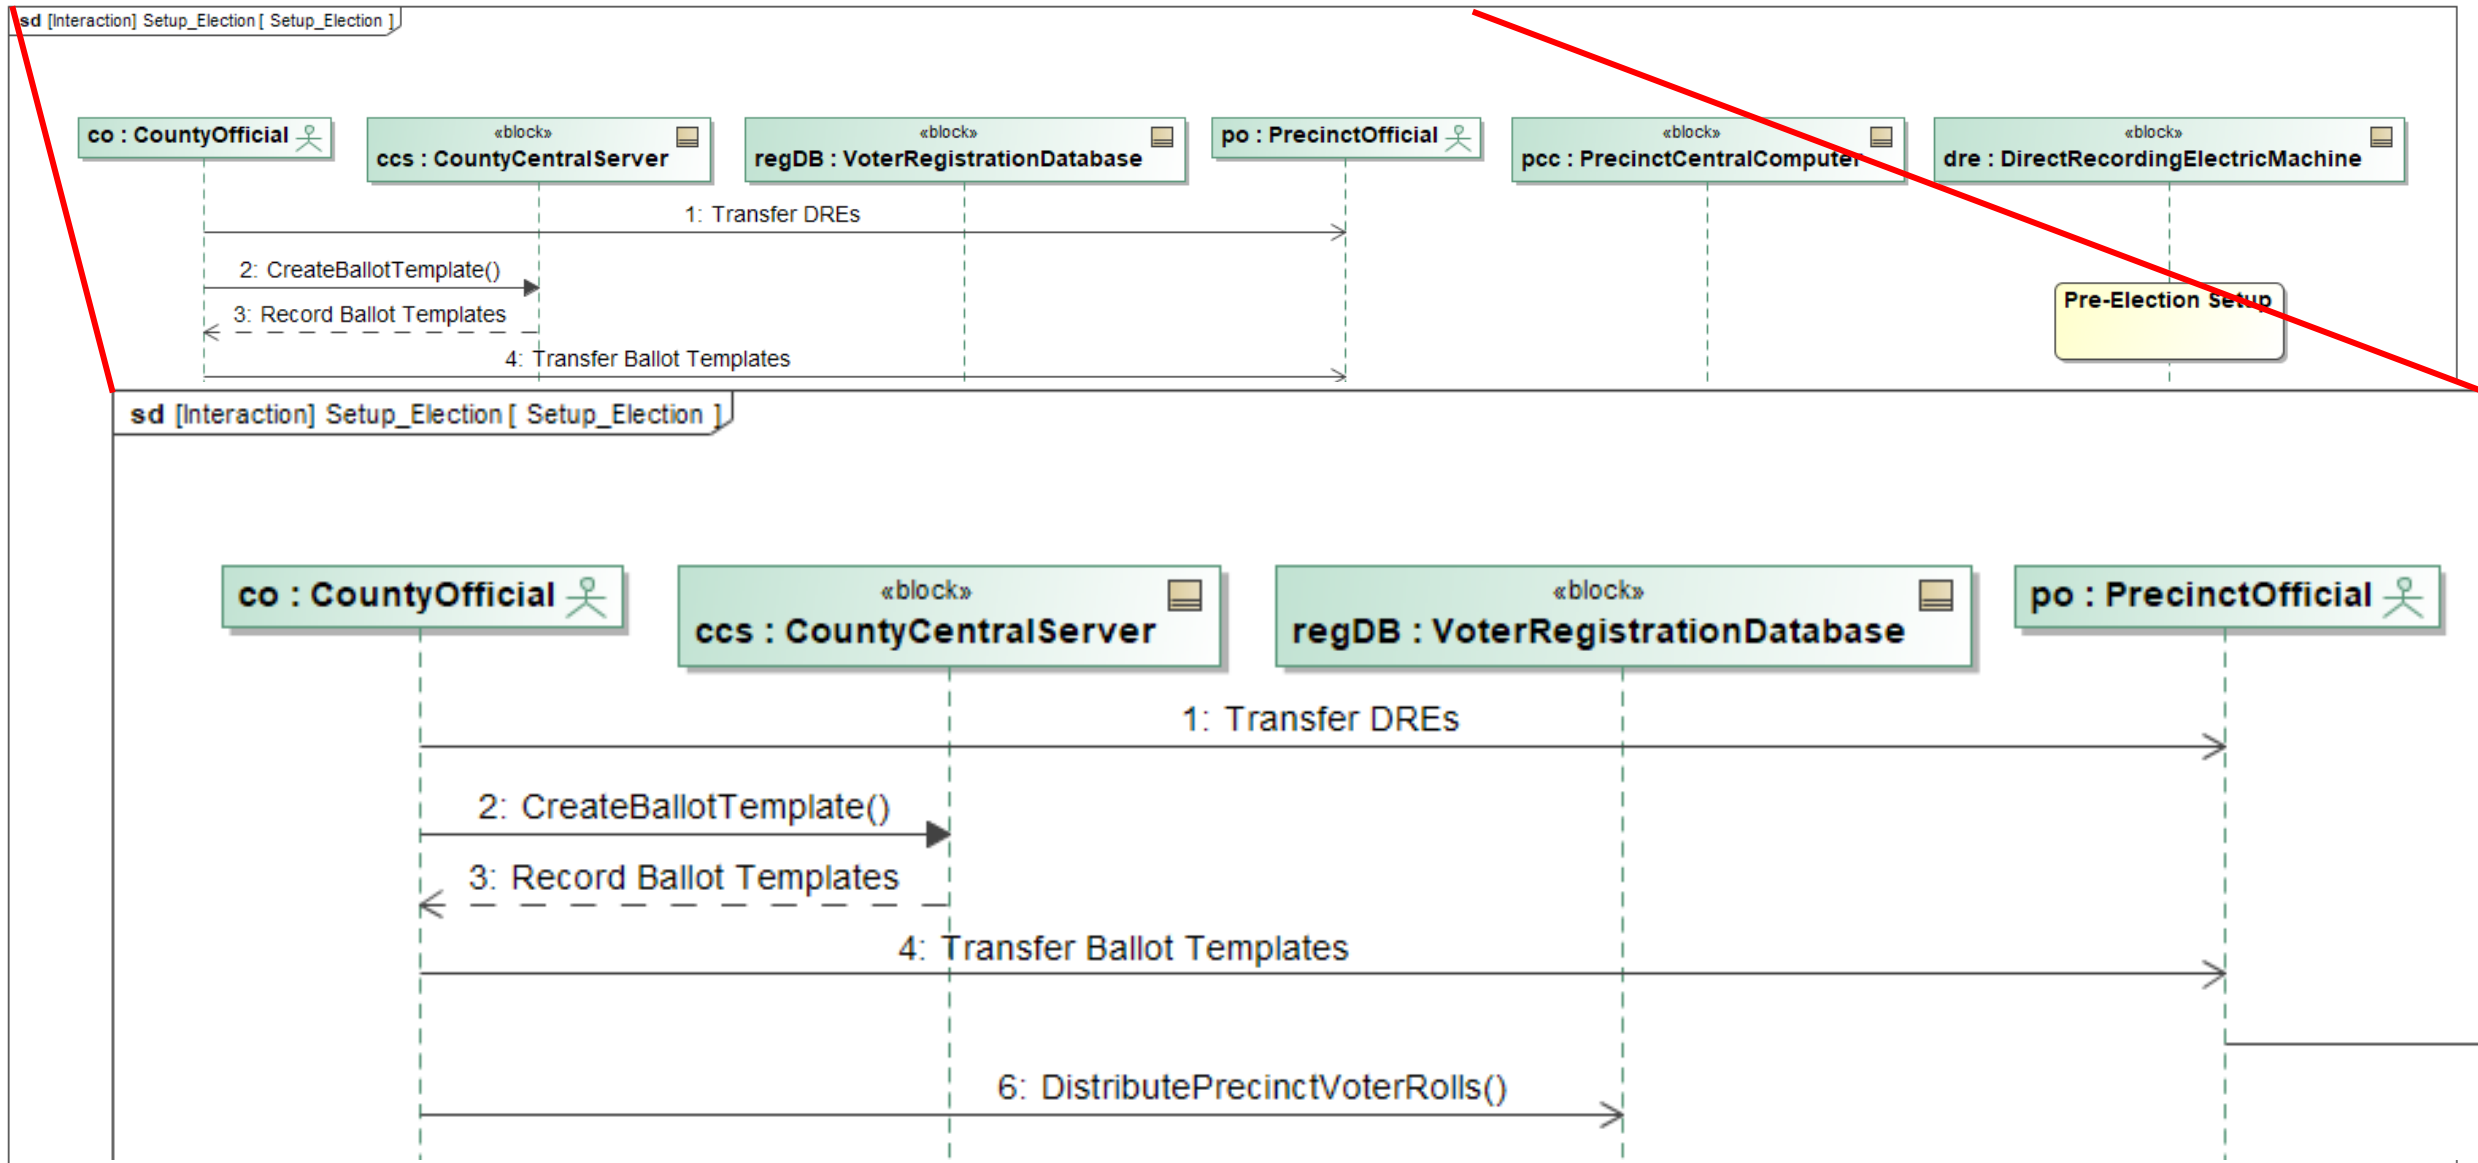 sd [Interaction] Setup_Election [ Setup_Election ]
co : CountyOfficial
«block»
ccs : CountyCentralServer
«block»
regDB : VoterRegistrationDatabase
po : PrecinctOfficial
«block»
pcc : PrecinctCentralComputer
«block»
dre : DirectRecordingElectricMachine
1: Transfer DREs
2: CreateBallotTemplate()
Pre-Election Setup
3: Record Ballot Templates
4: Transfer Ballot Templates
sd [Interaction] Setup_Election [ Setup_Election ]
co : CountyOfficial
«block»
ccs : CountyCentralServer
«block»
regDB : VoterRegistrationDatabase
po : PrecinctOfficial
1: Transfer DREs
2: CreateBallotTemplate()
3: Record Ballot Templates
4: Transfer Ballot Templates
6: DistributePrecinctVoterRolls()